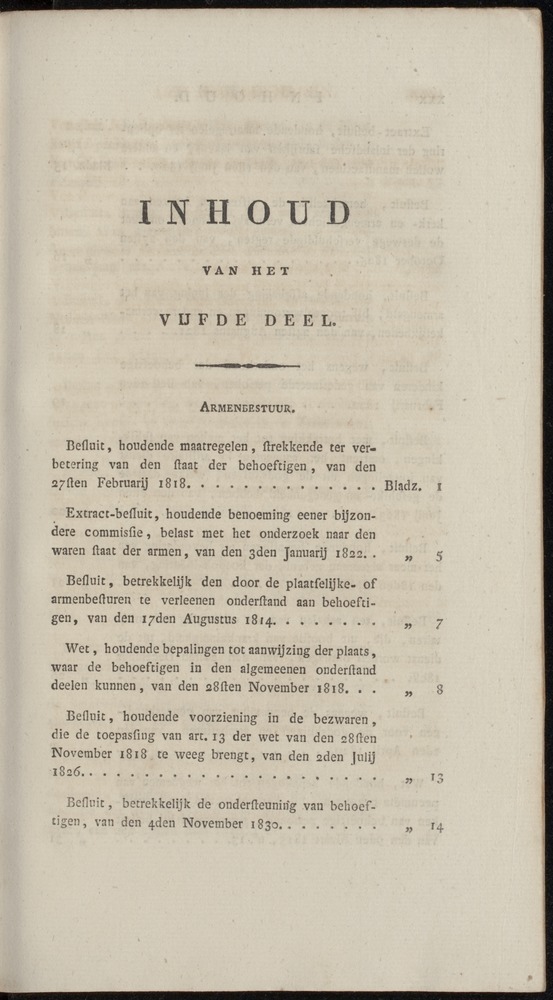 INHOUD
VAN HET
VIJFDE DEEL.
ARMENBESTUUR.
Beſluit, houdende maatregelen, ſtrekkende ter ver-
betering van den ſtaat der behoeftigen, van den
27ſten Februarij 1818. . . . . . . . . . . . . . Bladz. 1
Extract-beſluit, houdende benoeming eener bijzon-
dere commisſie, belast met het onderzoek naar den
waren ſtaat der armen, van den 3den Januarij 1822. . „ 5
Beſluit, betrekkelijk den door de plaatſelijke- of
armenbeſturen te verleenen onderſtand aan behoefti-
gen, van den 17den Augustus 1814. . . . . . . . „ 7
Wet, houdende bepalingen tot aanwijzing der plaats,
waar de behoeftigen in den algemeenen onderſtand
deelen kunnen, van den 28ſten November 1818. . . „ 8
Beſluit, houdende voorziening in de bezwaren,
die de toepasſing van art. 13 der wet van den 28ſten
November 1818 te weeg brengt, van den 2den Julij
1826. . . . . . . . . . . . . . . . . . . . . „ 13
Beſluit, betrekkelijk de onderſteuning van behoef-
tigen, van den 4den November 1830. . . . . . . . „ 14